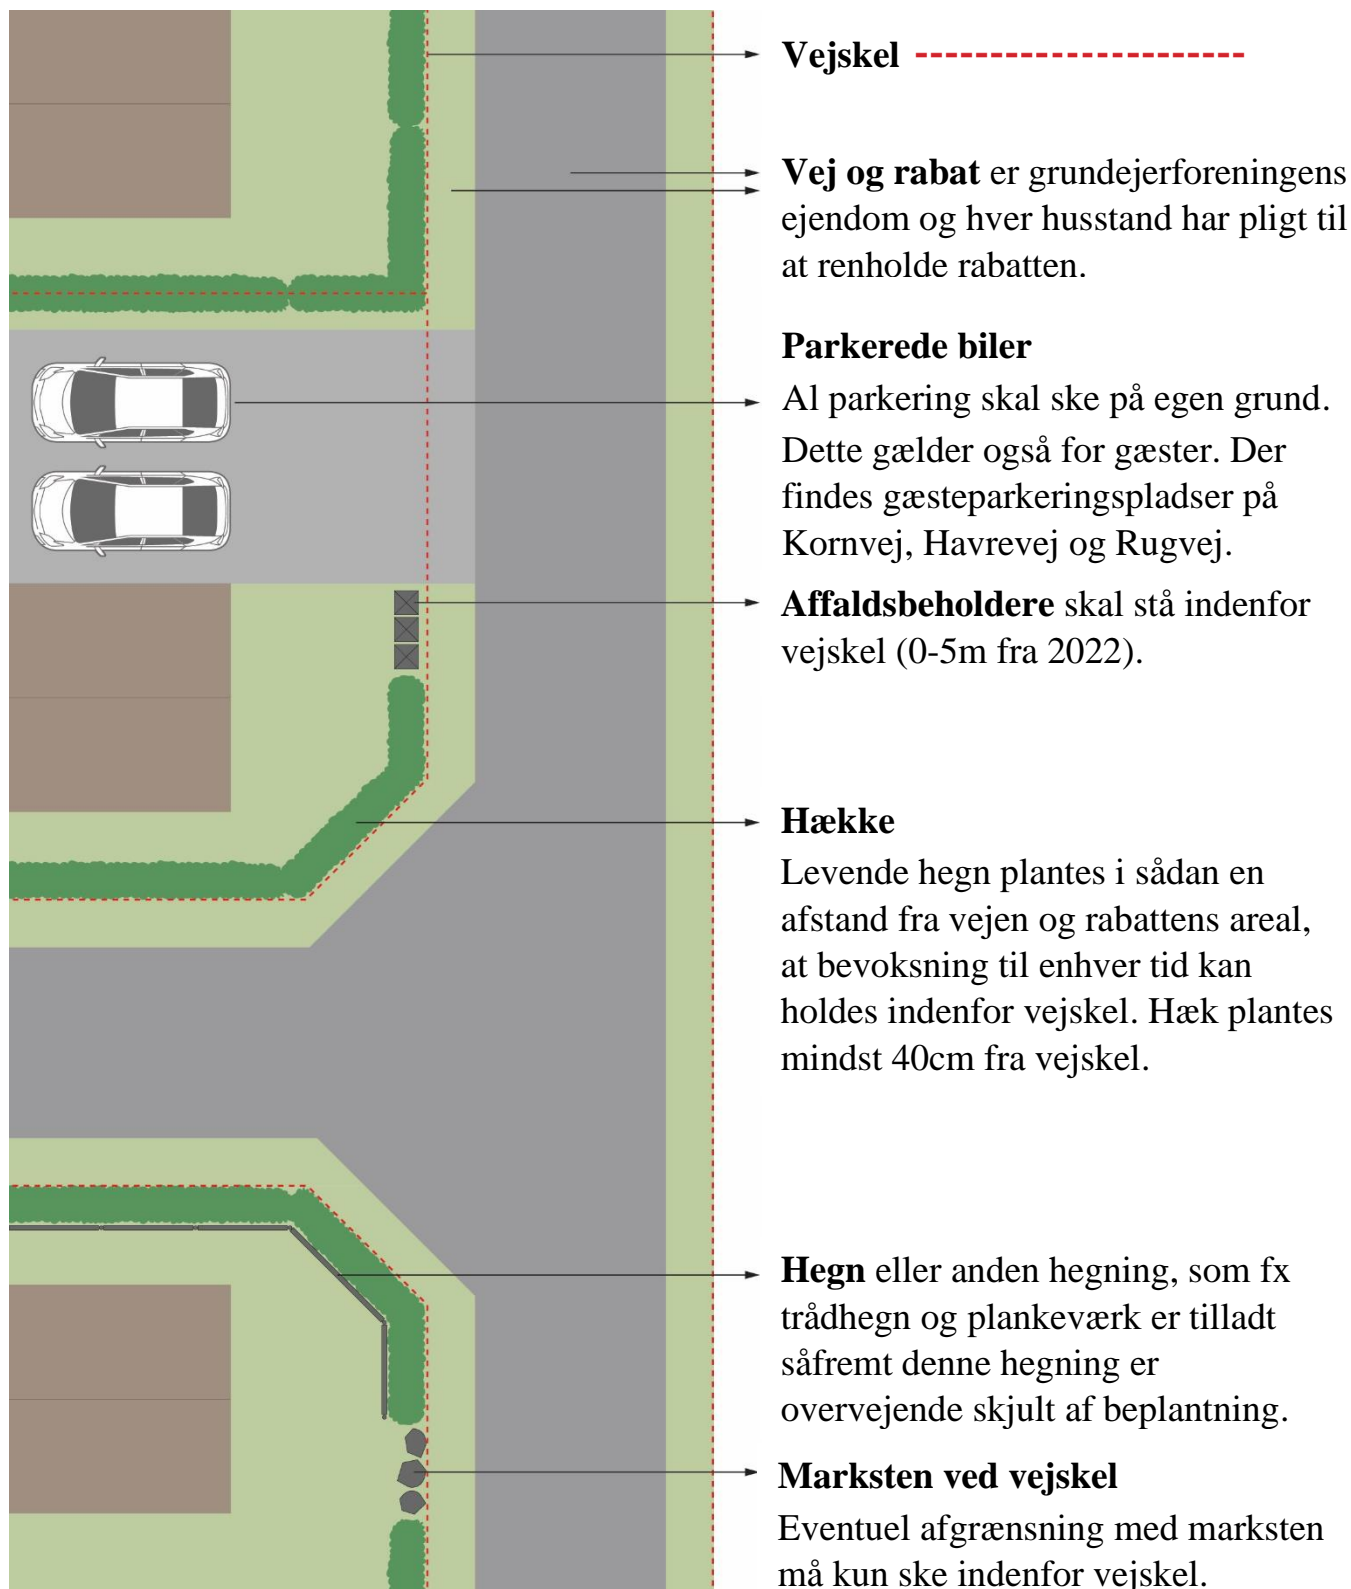 Vejskel
Vej og rabat er grundejerforeningens
ejendom og hver husstand har pligt til
at renholde rabatten.
Parkerede biler
Al parkering skal ske på egen grund.
Dette gælder også for gæster. Der
findes gæsteparkeringspladser på
Kornvej, Havrevej og Rugvej.
Affaldsbeholdere skal stå indenfor
vejskel (0-5m fra 2022).
Hække
Levende hegn plantes i sådan en
afstand fra vejen og rabattens areal,
at bevoksning til enhver tid kan
holdes indenfor vejskel. Hæk plantes
mindst 40cm fra vejskel.
Hegn eller anden hegning, som fx
trådhegn og plankeværk er tilladt
såfremt denne hegning er
overvejende skjult af beplantning.
Marksten ved vejskel
Eventuel afgrænsning med marksten
må kun ske indenfor vejskel.